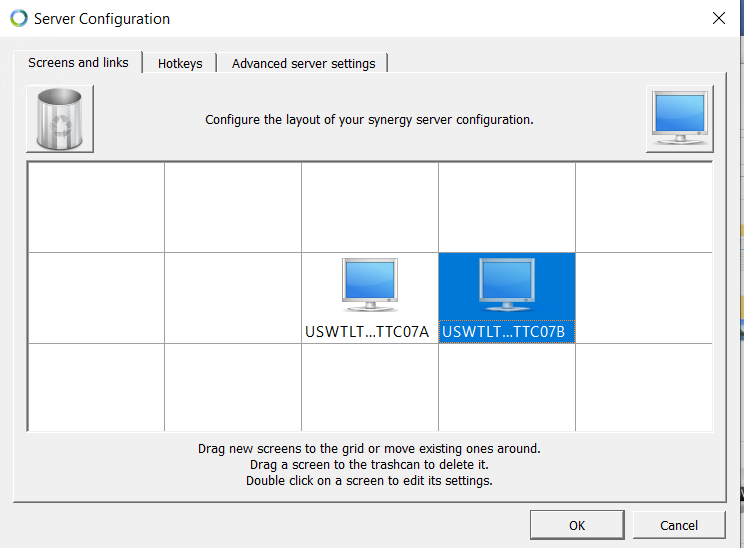 Server Configuration
Screens and links
Hotkeys
Advanced server settings
Configure the layout of your synergy server configuration.
USWTLT...TTC07A
USWTLT...TTC07B
Drag new screens to the grid or move existing ones around.
Drag a screen to the trashcan to delete it.
Double click on a screen to edit its settings.
OK
Cancel